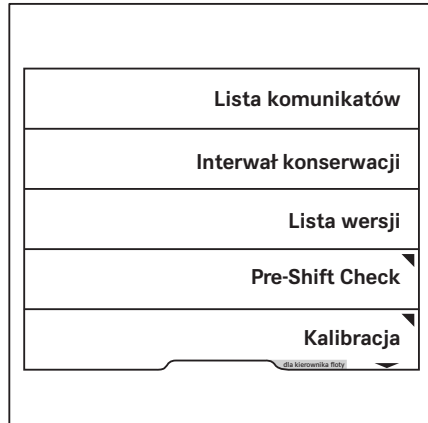 Lista komunikatów
Interwał konserwacji
Lista wersji
Pre-Shift Check
Kalibracja
dla kierownika floty